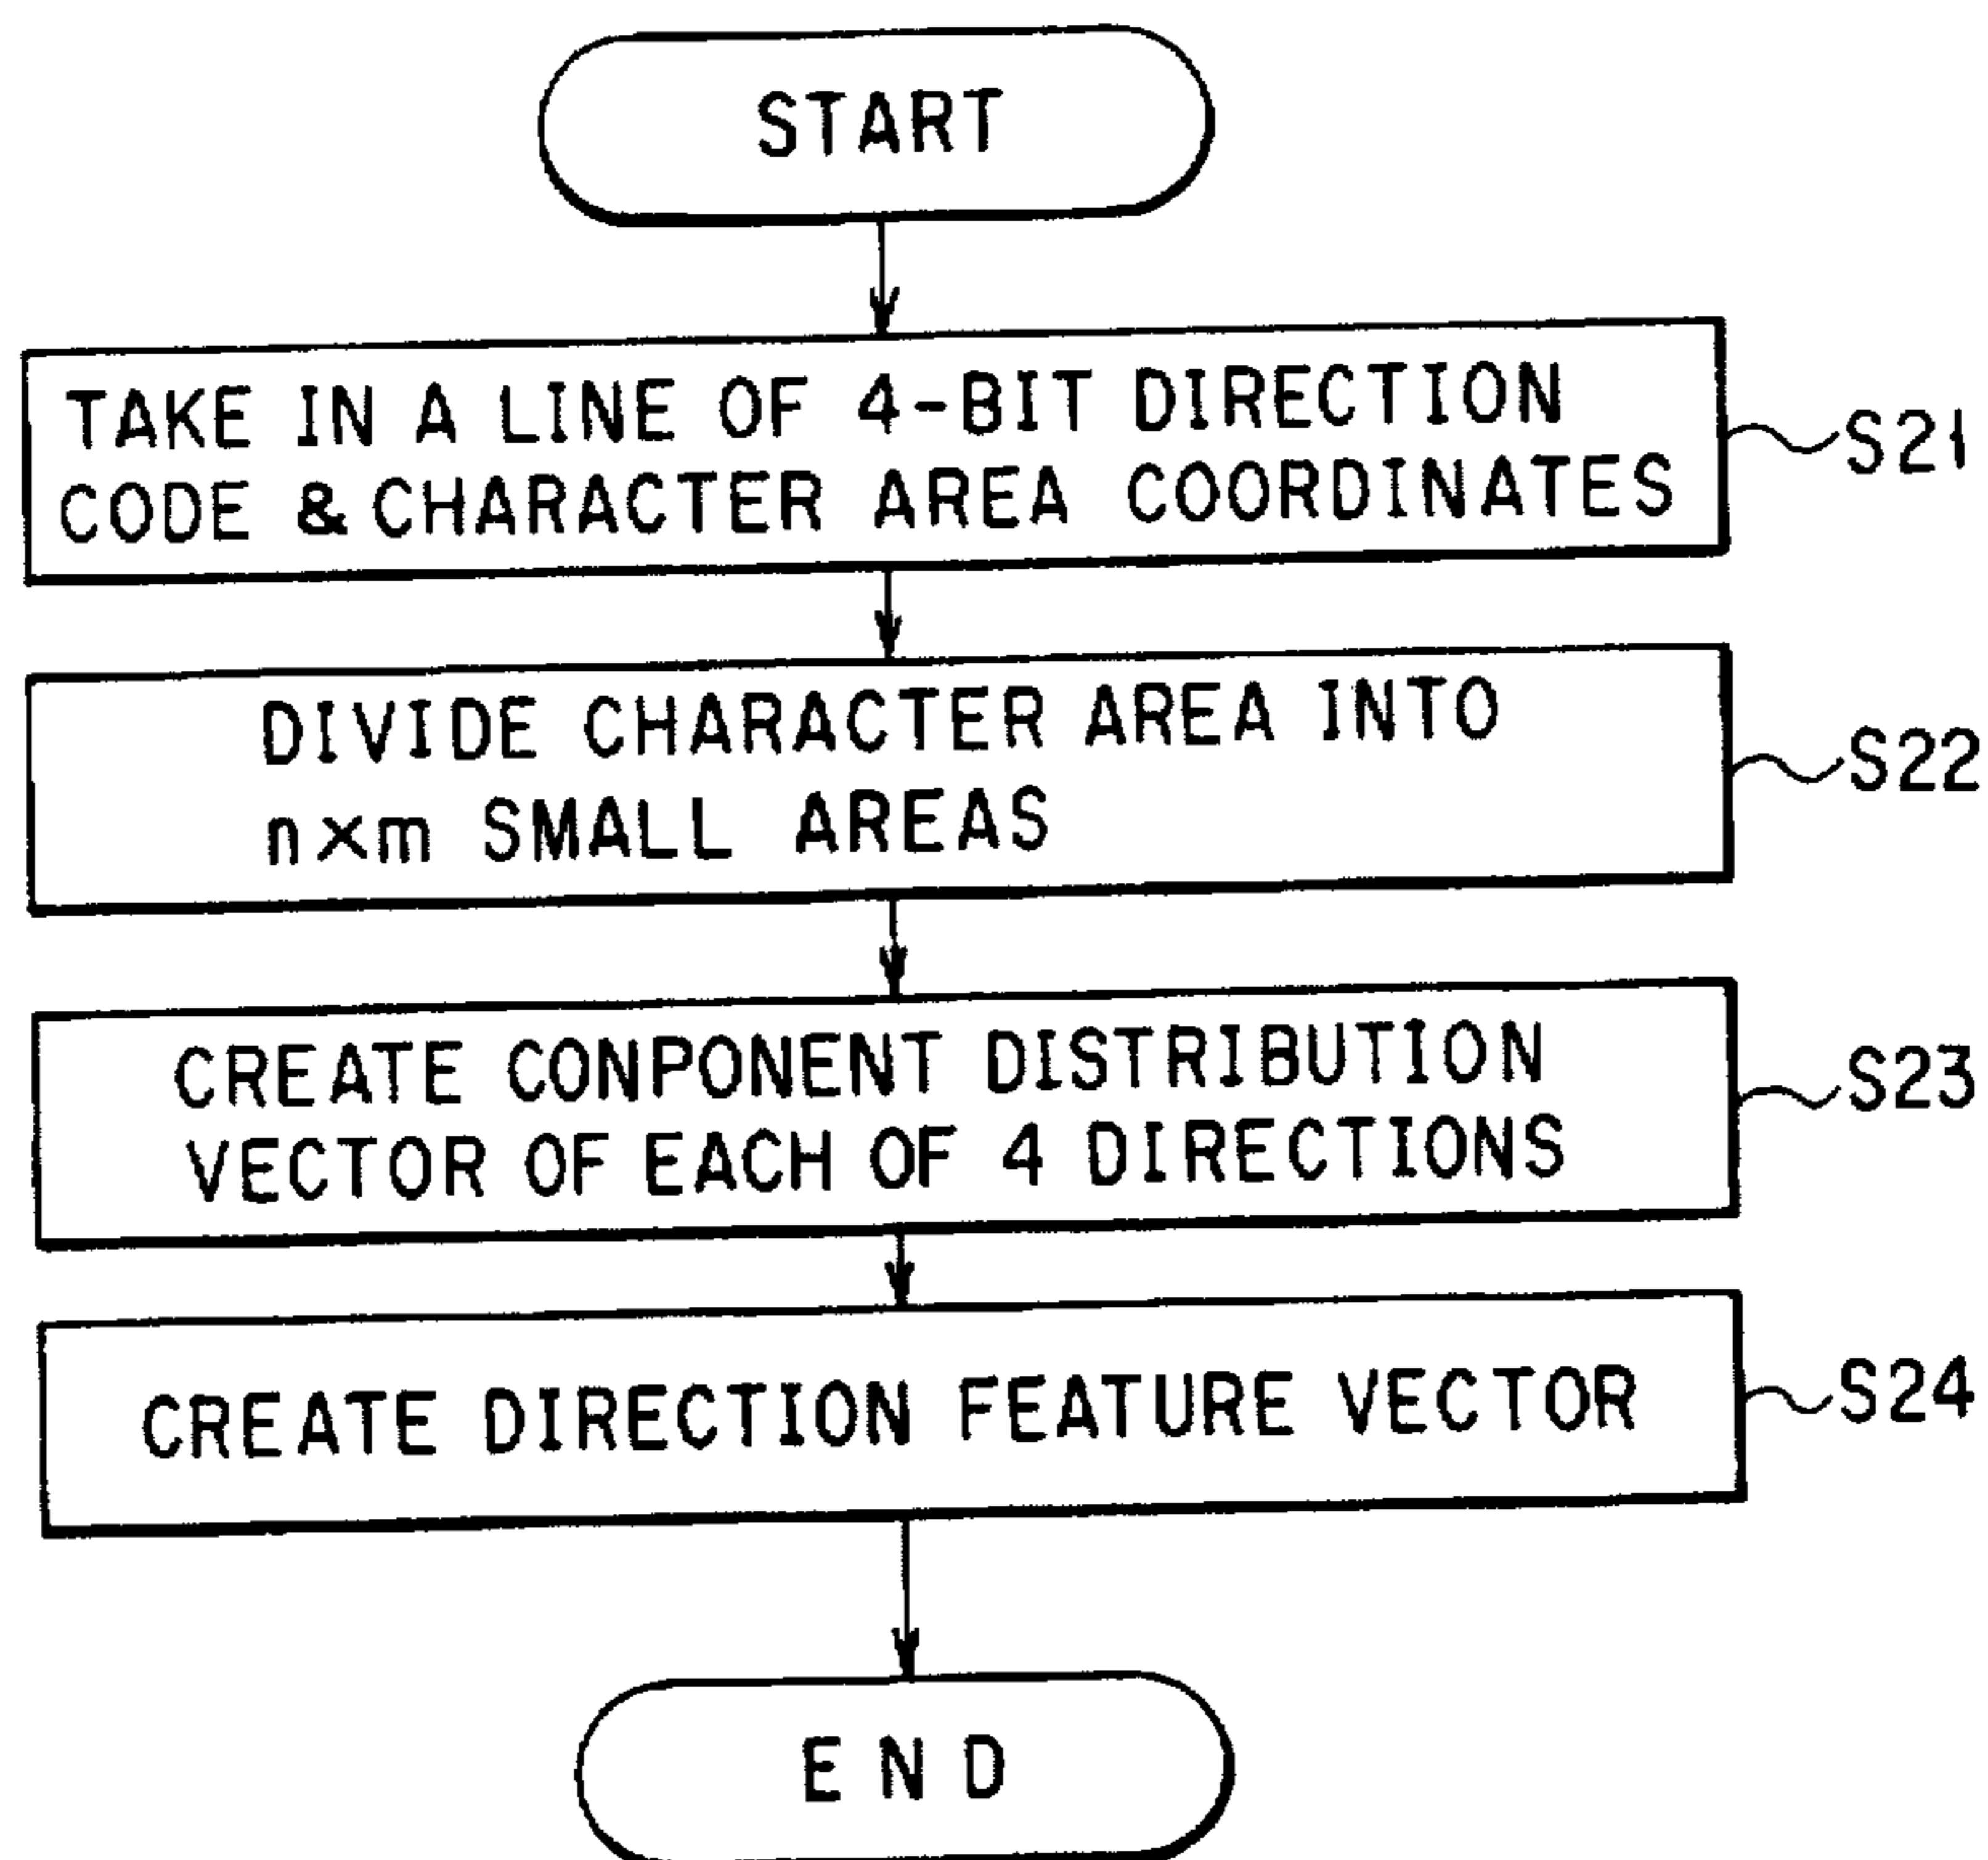 START
TAKE IN A LINE OF 4-BIT DIRECTION
CODE & CHARACTER AREA COORDINATES
S21
DIVIDE CHARACTER AREA INTO
n×m SMALL AREAS
S22
CREATE CONPONENT DISTRIBUTION
VECTOR OF EACH OF 4 DIRECTIONS
S23
CREATE DIRECTION FEATURE VECTOR
S24
END